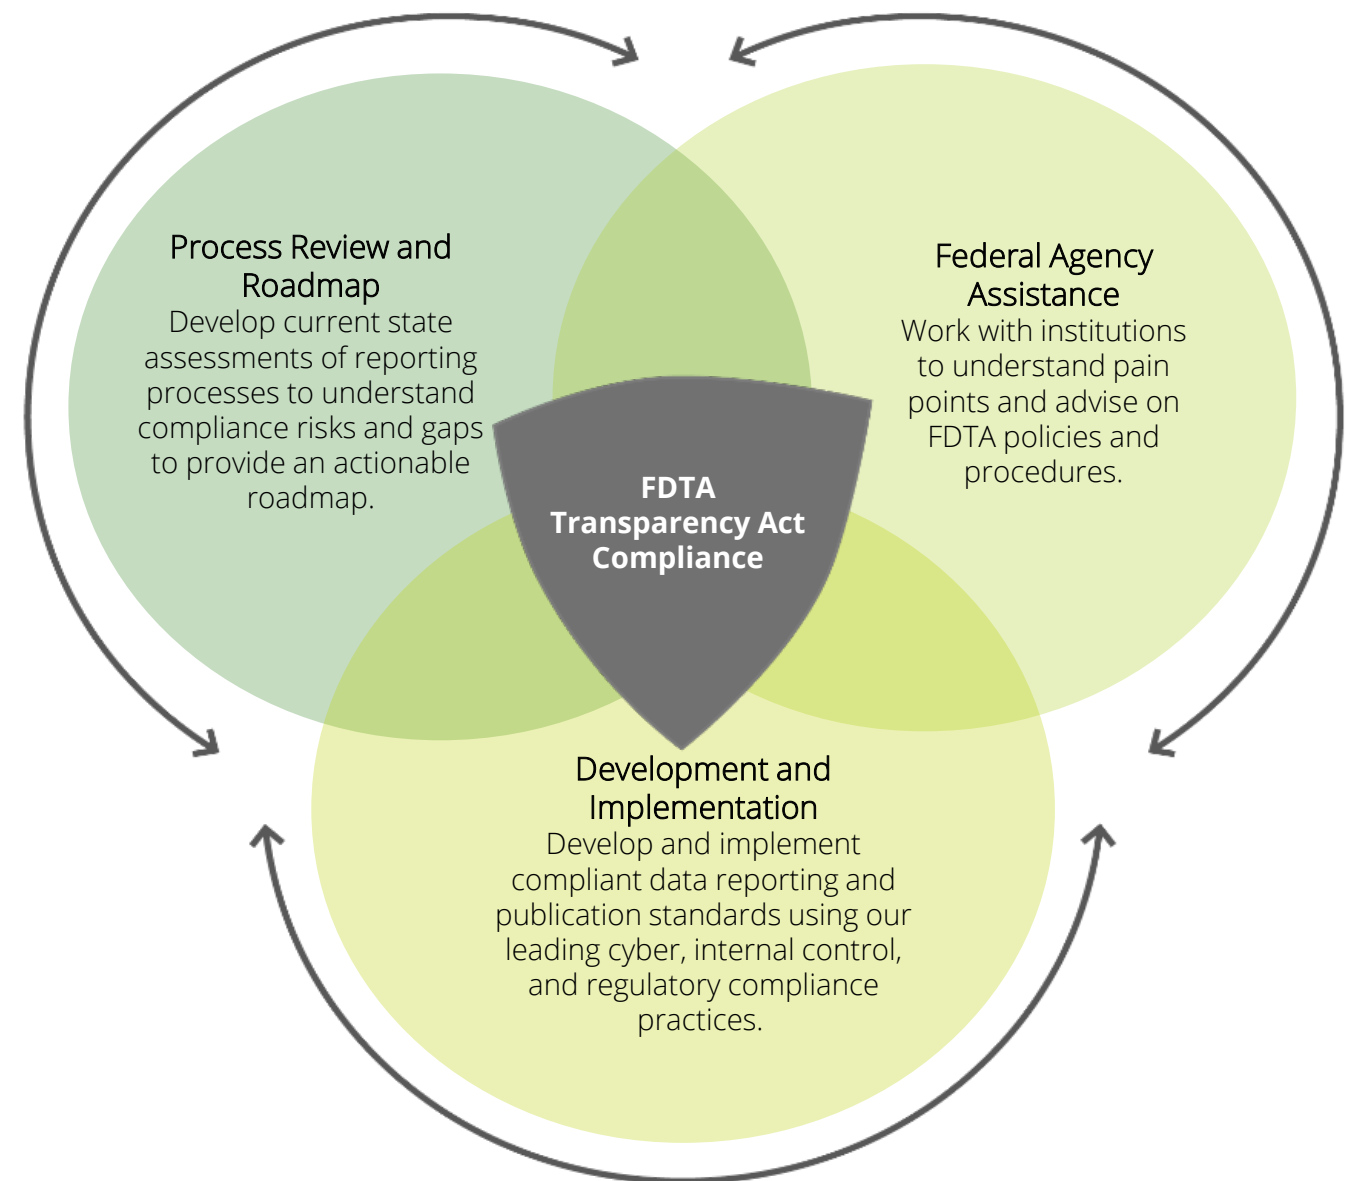 Process Review and
Roadmap
Develop current state
assessments of reporting
processes to understand
compliance risks and gaps
to provide an actionable
roadmap.
Federal Agency
Assistance
Work with institutions
to understand pain
points and advise on
FDTA policies and
procedures.
FDTA
Transparency Act
Compliance
Development and
Implementation
Develop and implement
compliant data reporting and
publication standards using our
leading cyber, internal control,
and regulatory compliance
practices.